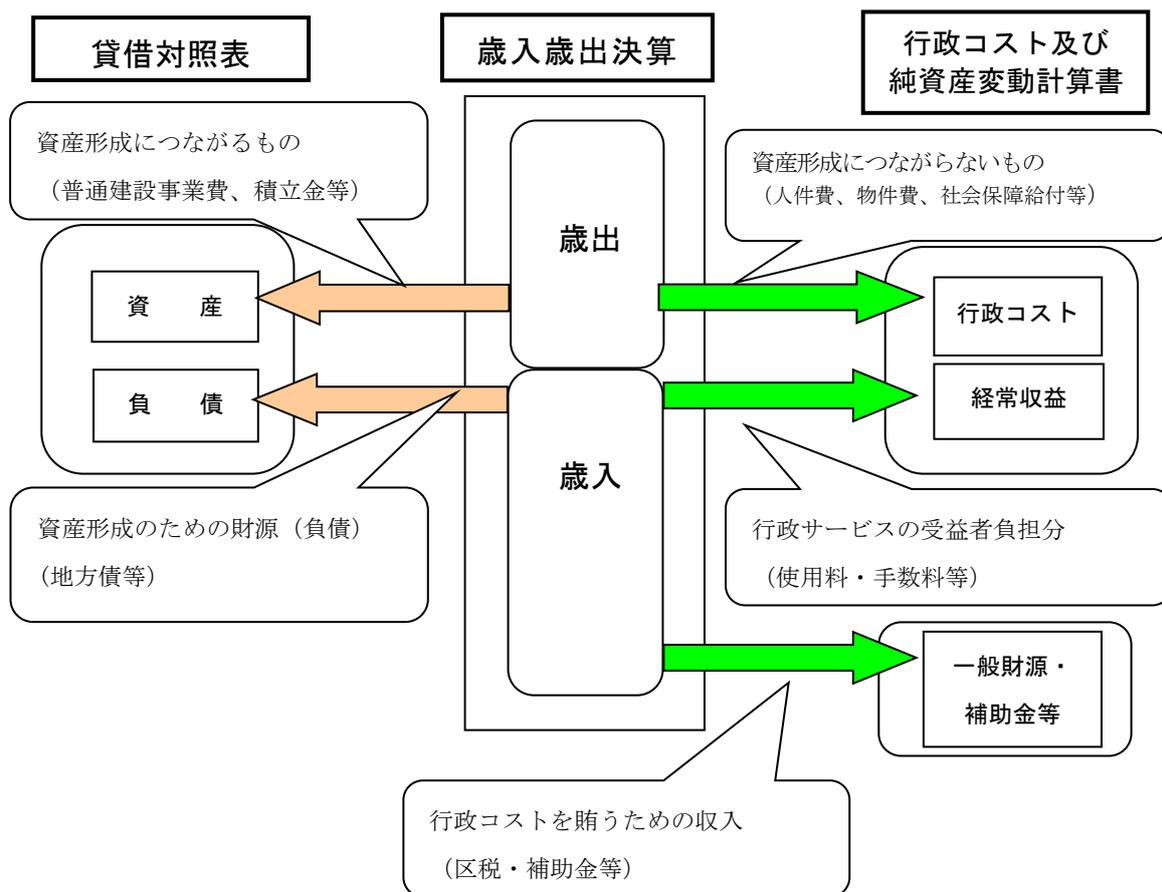 貸借対照表
歳入歳出決算
行政コスト及び
純資産変動計算書
資産形成につながるもの
（普通建設事業費、積立金等）
資産形成につながらないもの
（人件費、物件費、社会保障給付等）
歳出
資　産
行政コスト
負　債
経常収益
歳入
資産形成のための財源（負債）
（地方債等）
行政サービスの受益者負担分
（使用料・手数料等）
一般財源・
補助金等
行政コストを賄うための収入
（区税・補助金等）